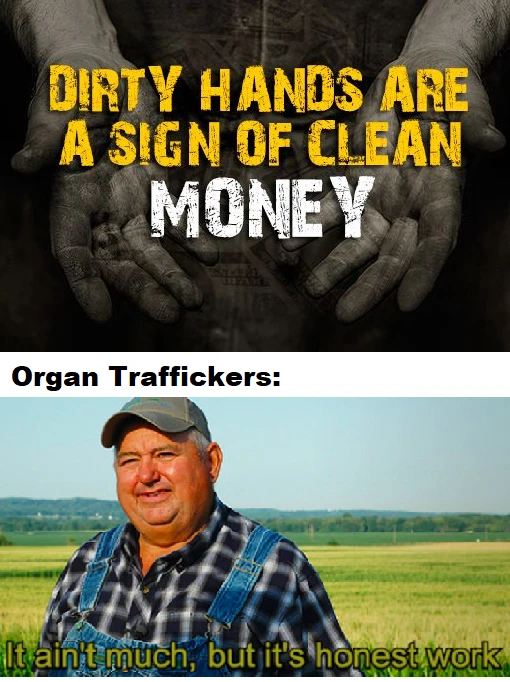 DIRTY HANDS ARE
A SIGN OF CLEAN
MONEY
Organ Traffickers:
It ain't much, but it's honest work